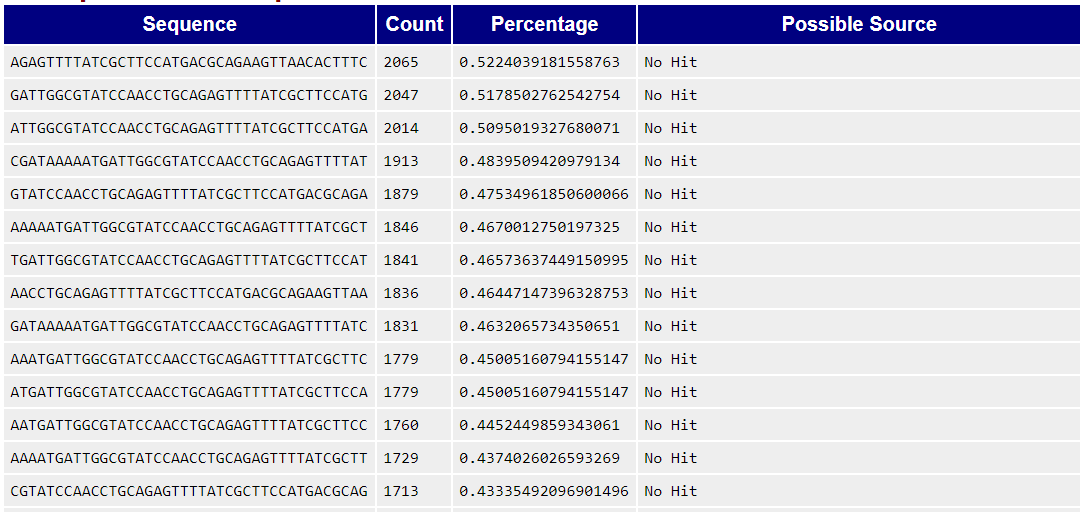 Sequence Count Percentage Possible Source
AGAGTTTTATCGCTTCCATGACGCAGAAGTTAACACTTTC 2065 0.5224039181558763 No Hit
GATTGGCGTATCCAACCTGCAGAGTTTTATCGCTTCCATG 2047 0.5178502762542754 No Hit
ATTGGCGTATCCAACCTGCAGAGTTTTATCGCTTCCATGA 2014 0.5095019327680071 No Hit
CGATAAAAATGATTGGCGTATCCAACCTGCAGAGTTTTAT 1913 0.4839509420979134 No Hit
GTATCCAACCTGCAGAGTTTTATCGCTTCCATGACGCAGA 1879 0.47534961850600066 No Hit
AAAAATGATTGGCGTATCCAACCTGCAGAGTTTTATCGCT 1846 0.4670012750197325 No Hit
TGATTGGCGTATCCAACCTGCAGAGTTTTATCGCTTCCAT 1841 0.46573637449150995 No Hit
AACCTGCAGAGTTTTATCGCTTCCATGACGCAGAAGTTAA 1836 0.46447147396328753 No Hit
GATAAAAATGATTGGCGTATCCAACCTGCAGAGTTTTATC 1831 0.4632065734350651 No Hit
AAATGATTGGCGTATCCAACCTGCAGAGTTTTATCGCTTC 1779 0.45005160794155147 No Hit
ATGATTGGCGTATCCAACCTGCAGAGTTTTATCGCTTCCA 1779 0.45005160794155147 No Hit
AATGATTGGCGTATCCAACCTGCAGAGTTTTATCGCTTCC 1760 0.4452449859343061 No Hit
AAAATGATTGGCGTATCCAACCTGCAGAGTTTTATCGCTT 1729 0.4374026026593269 No Hit
CGTATCCAACCTGCAGAGTTTTATCGCTTCCATGACGCAG 1713 0.43335492096901496 No Hit